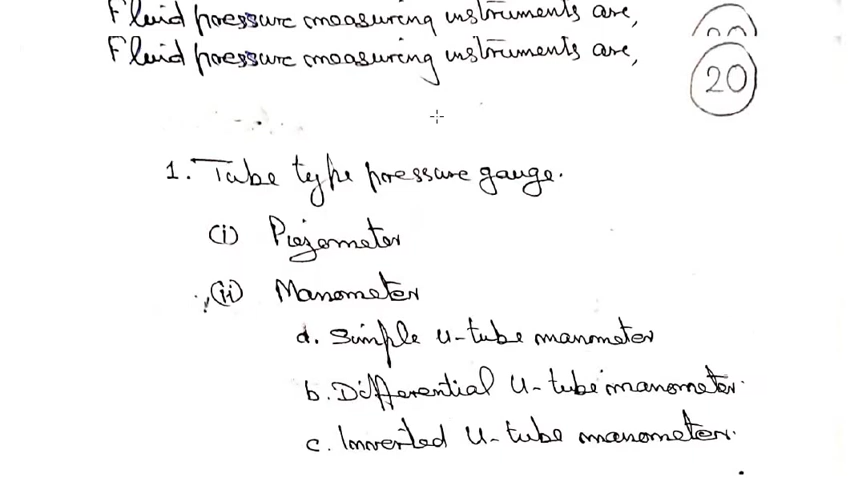 Fluid pressure measuring instruments are,
Fluid pressure measuring instruments are,
20
1. Tube type pressure gauge.
(i) Piezometer
(ii) Manometer
a. Simple U-tube manometer
b. Differential U-tube manometer.
c. Inverted U-tube manometer.